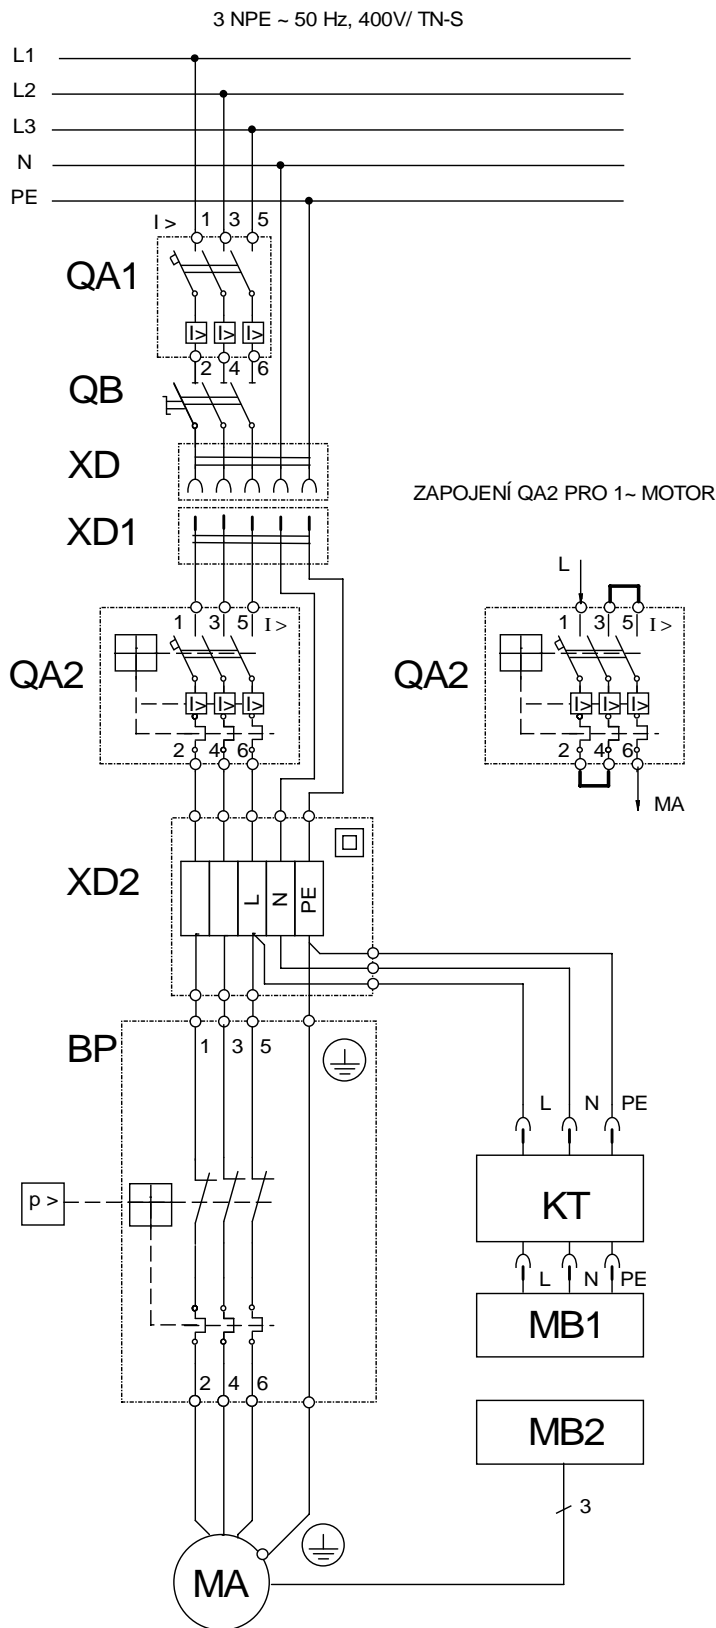 3 NPE ~ 50 Hz, 400V/ TN-S
L1
L2
L3
N
PE
I > 1 3 5
QA1
I> I> I>
2 4 6
QB
XD
ZAPOJENÍ QA2 PRO 1~ MOTOR
XD1
L
1 3 5 I >
1 3 5 I >
QA2
QA2
I> I> I>
I> I> I>
2 4 6
2 4 6
MA
XD2
L N PE
BP
1 3 5
L N PE
p >
KT
L N PE
MB1
2 4 6
MB2
3
MA